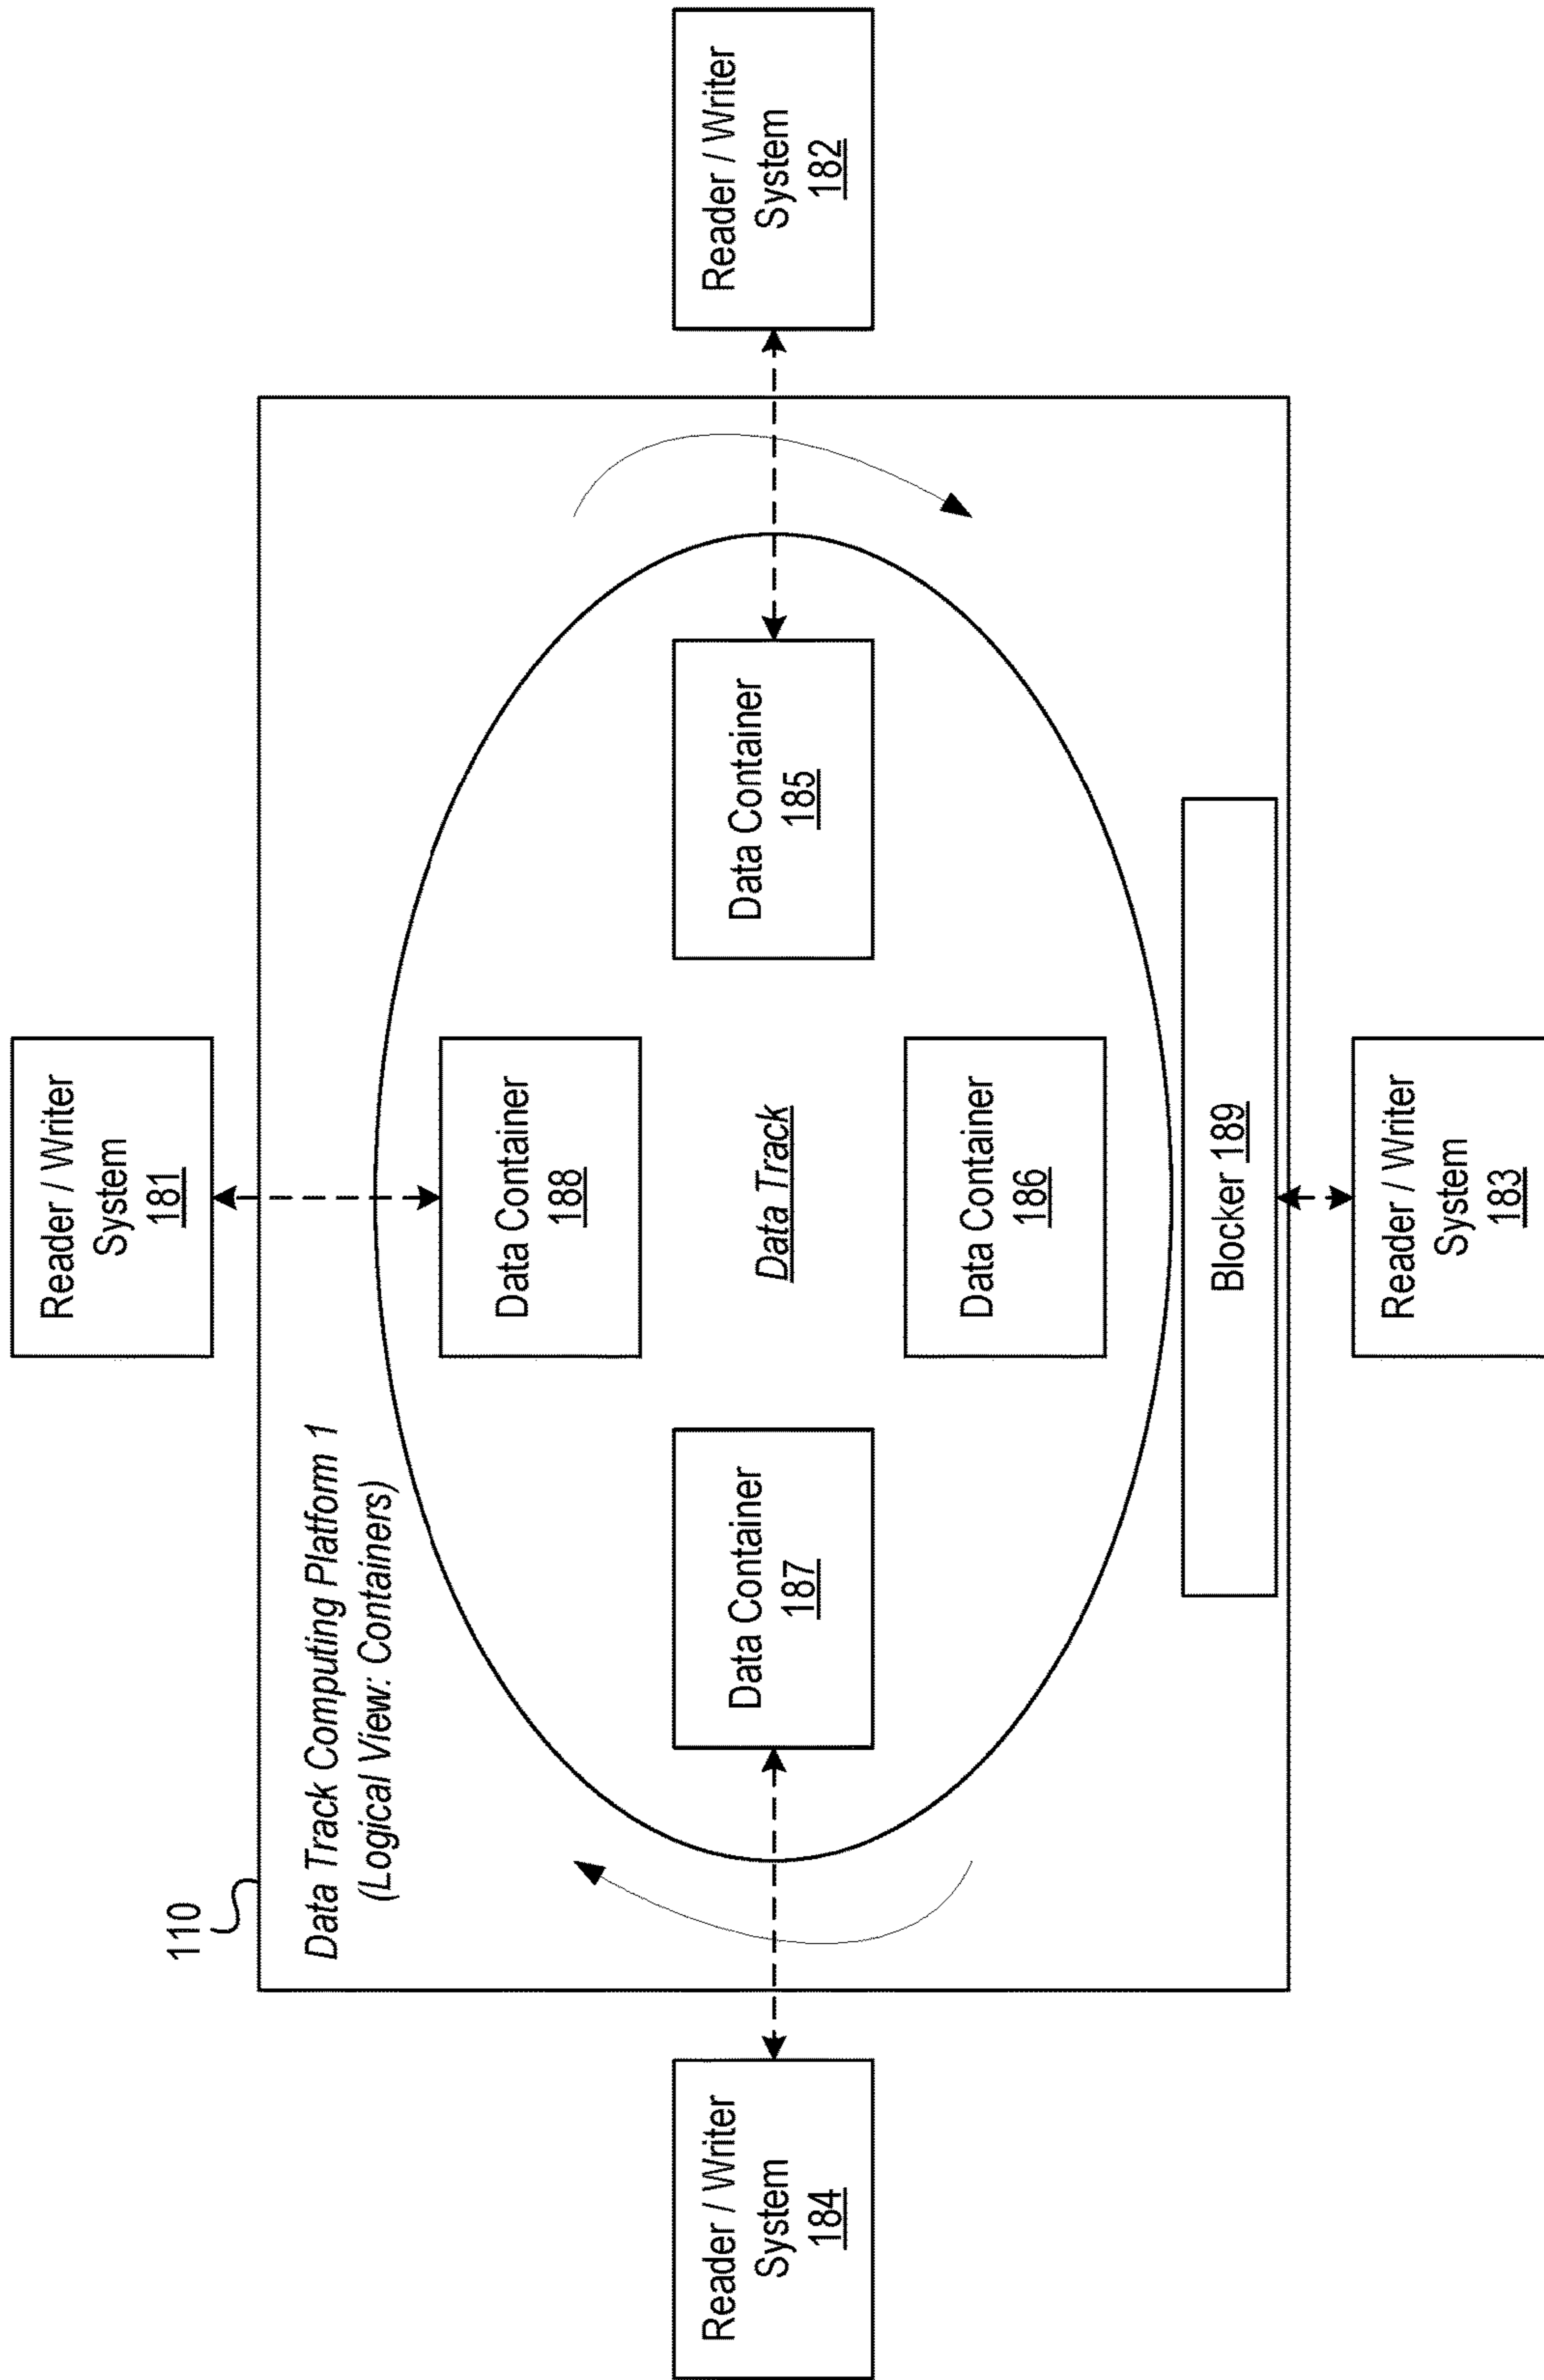 110
Data Track Computing Platform 1
(Logical View: Containers)
Reader / Writer
System
181
Data Container
188
Reader / Writer
System
184
Data Container
187
Data Track
Data Container
185
Reader / Writer
System
182
Data Container
186
Blocker 189
Reader / Writer
System
183